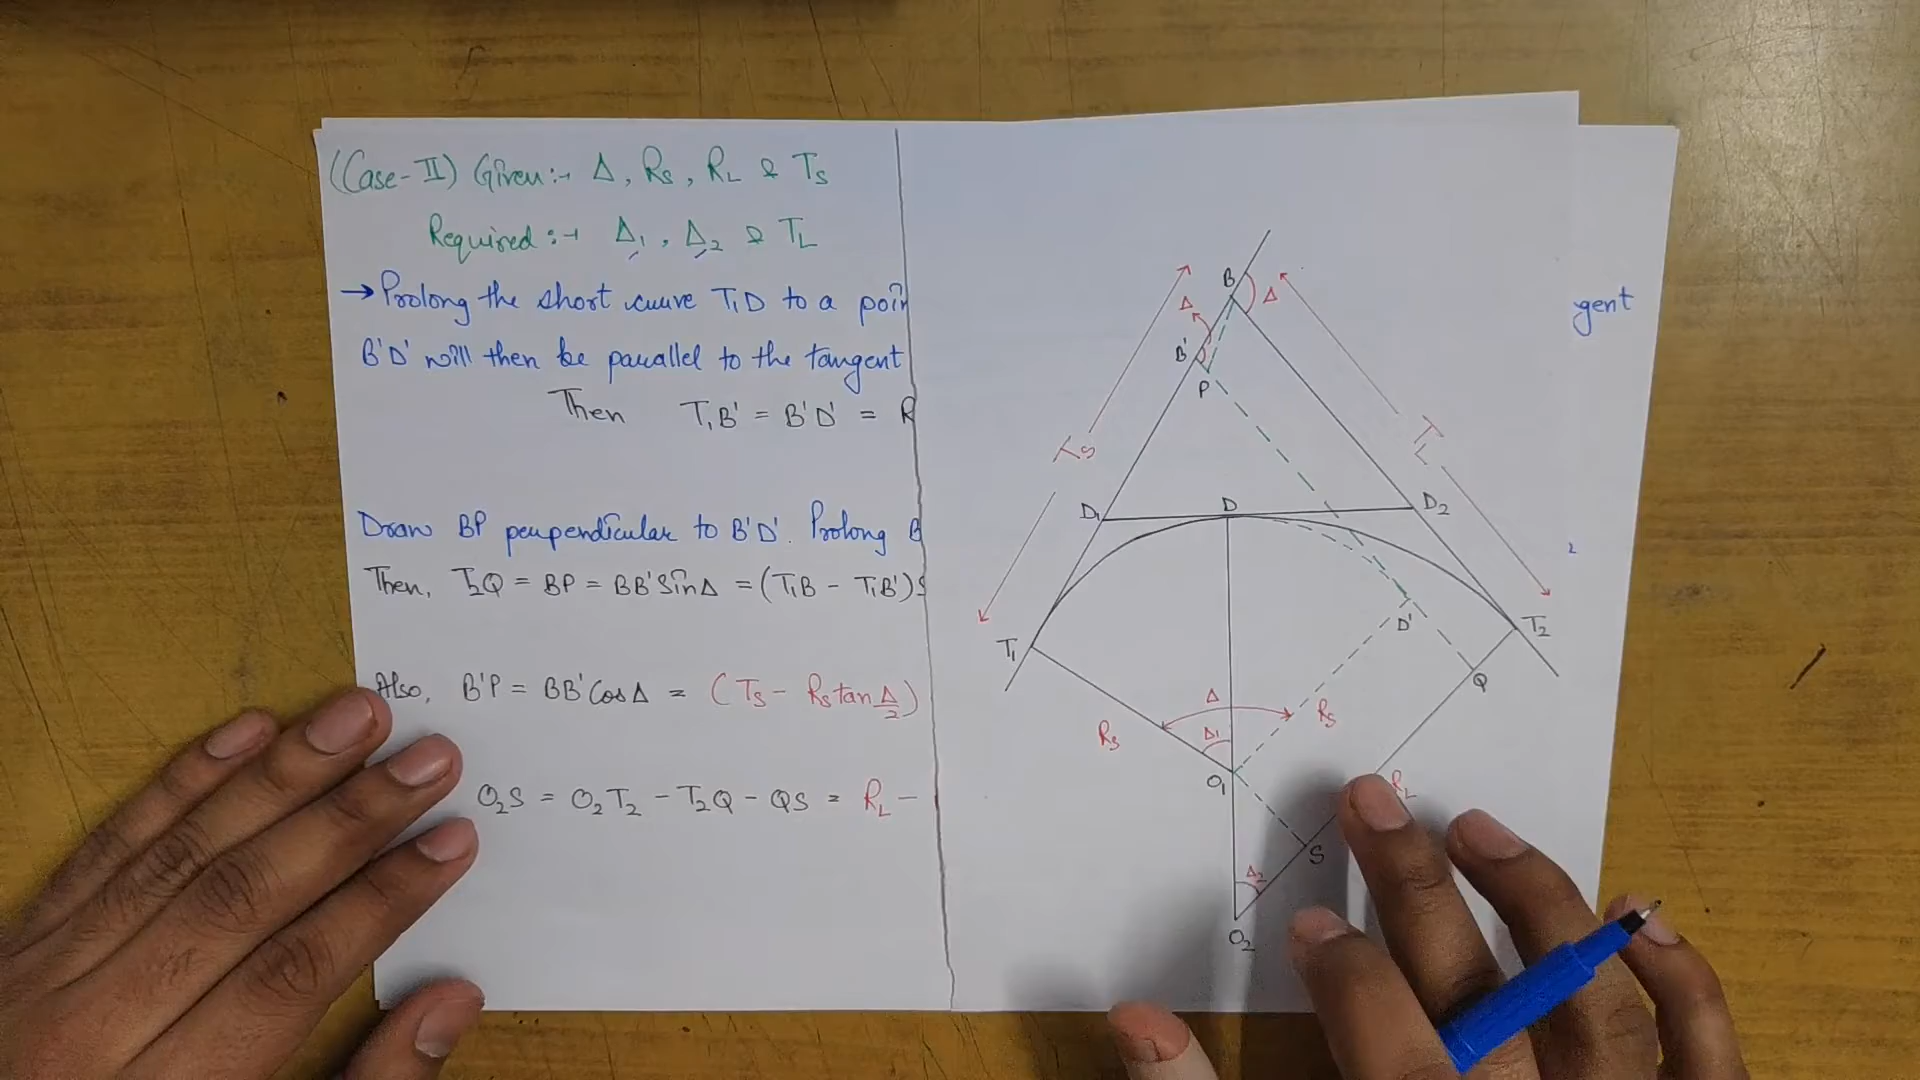 (Case-II) Given:- Δ, Rs, RL & Ts
Required:- Δ1, Δ2 & TL
→ Prolong the short curve T1D to a poin
B'D' will then be parallel to the tangent
Then T1B' = B'D' = R
Draw BP perpendicular to B'D'. Prolong B
Then, T2Q = BP = BB'SinΔ = (T1B - T1B')S
Also, B'P = BB'CosΔ = (Ts - Rs tan Δ/2)
O2S = O2T2 - T2Q - QS = RL -
gent
2
B
Δ
Δ
B'
P
Ts
TL
D1
D
D2
T1
D'
T2
Q
Δ
Rs
Δ1
Rs
O1
RL
S
Δ2
O2